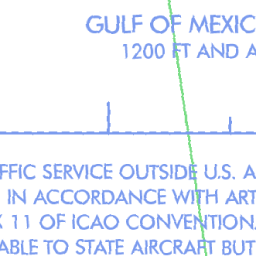 GULF OF MEXIC
1200 FT AND A
FFIC SERVICE OUTSIDE U.S. A
IN ACCORDANCE WITH ART
X 11 OF ICAO CONVENTION
ABLE TO STATE AIRCRAFT BUT